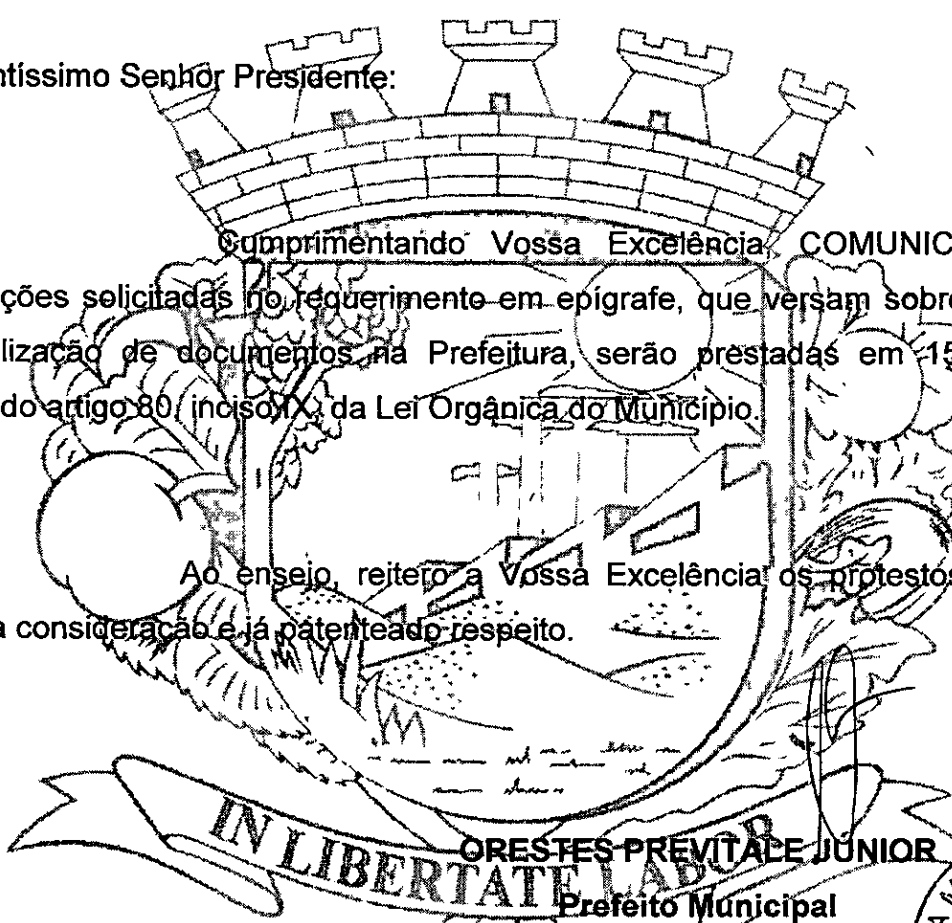 ntíssimo Senhor Presidente:
Cumprimentando Vossa Excelência COMUNIC
ções solicitadas no requerimento em epígrafe, que versam sobre
lização de documentos na Prefeitura, serão prestadas em 15
do artigo 80, inciso IX, da Lei Orgânica do Município.
Ao ensejo, reitero a Vossa Excelência os protestos
a consideração e já patenteado respeito.
IN LIBERTATE LABOR
ORESTES PREVITALE JÚNIOR
Prefeito Municipal